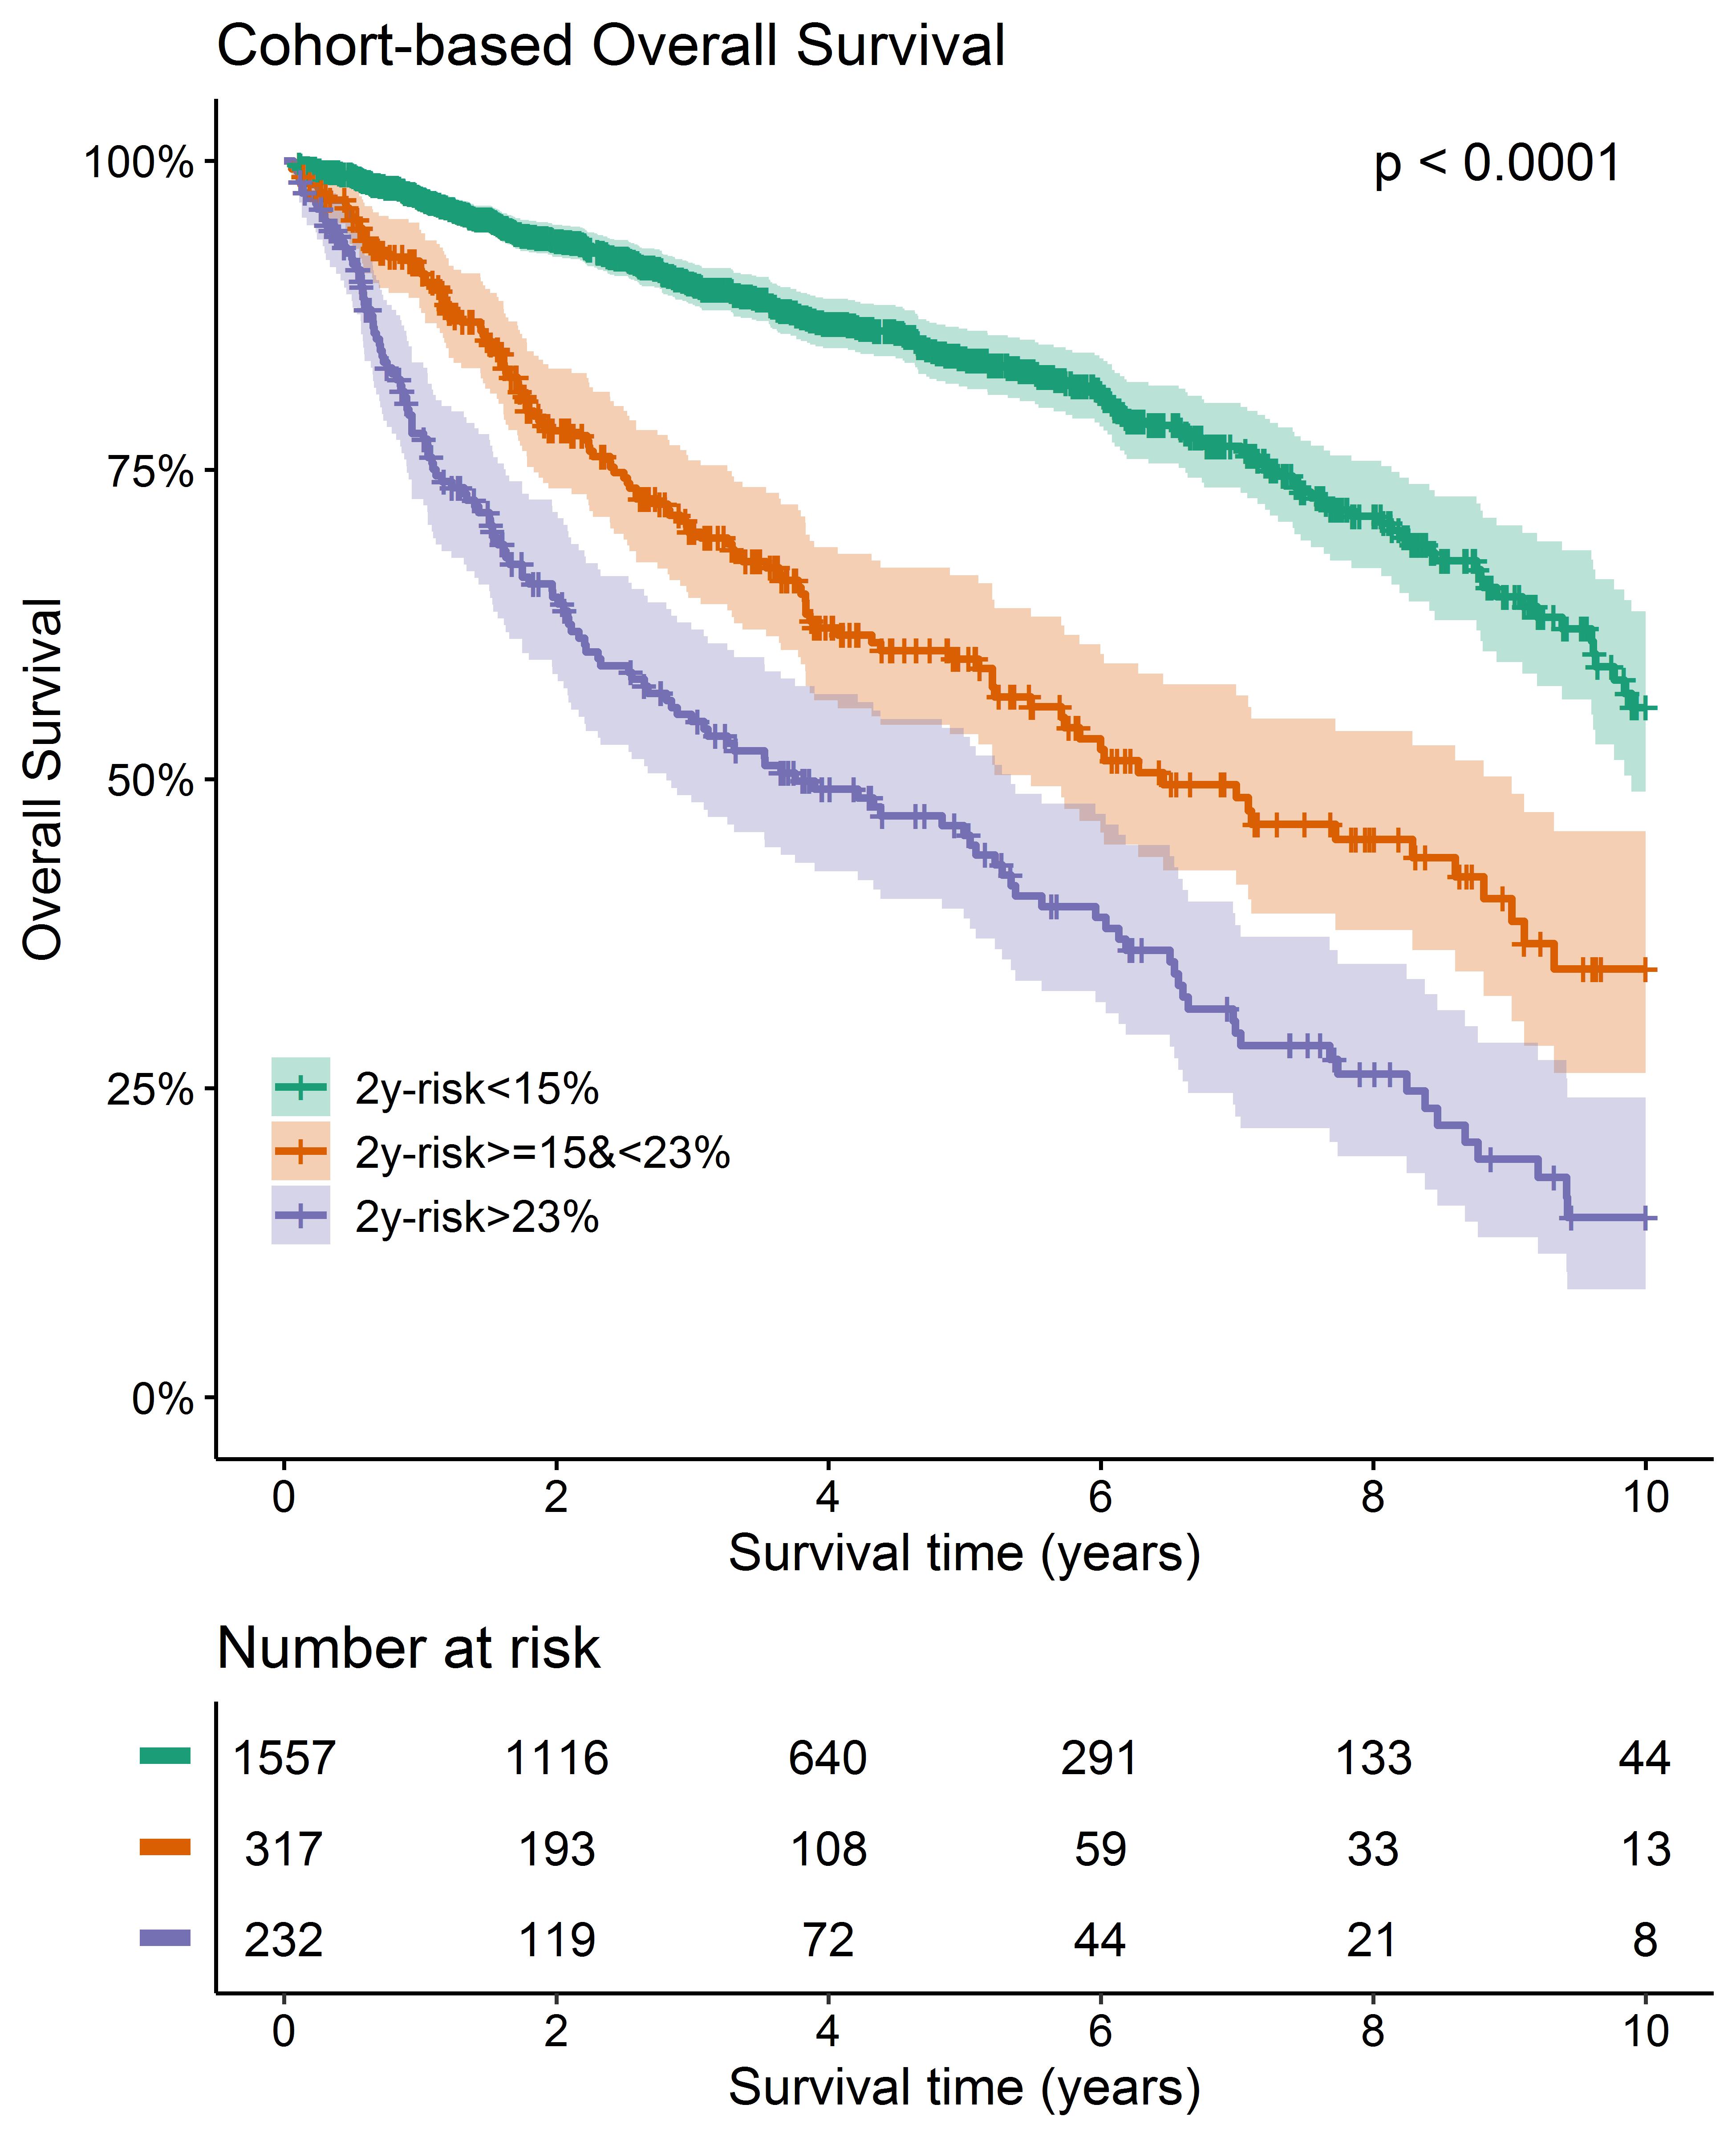 Cohort-based Overall Survival
p < 0.0001
100%
75%
50%
25%
0%
Overall Survival
2y-risk<15%
2y-risk>=15&<23%
2y-risk>23%
0 2 4 6 8 10
Survival time (years)
Number at risk
1557 1116 640 291 133 44
317 193 108 59 33 13
232 119 72 44 21 8
0 2 4 6 8 10
Survival time (years)